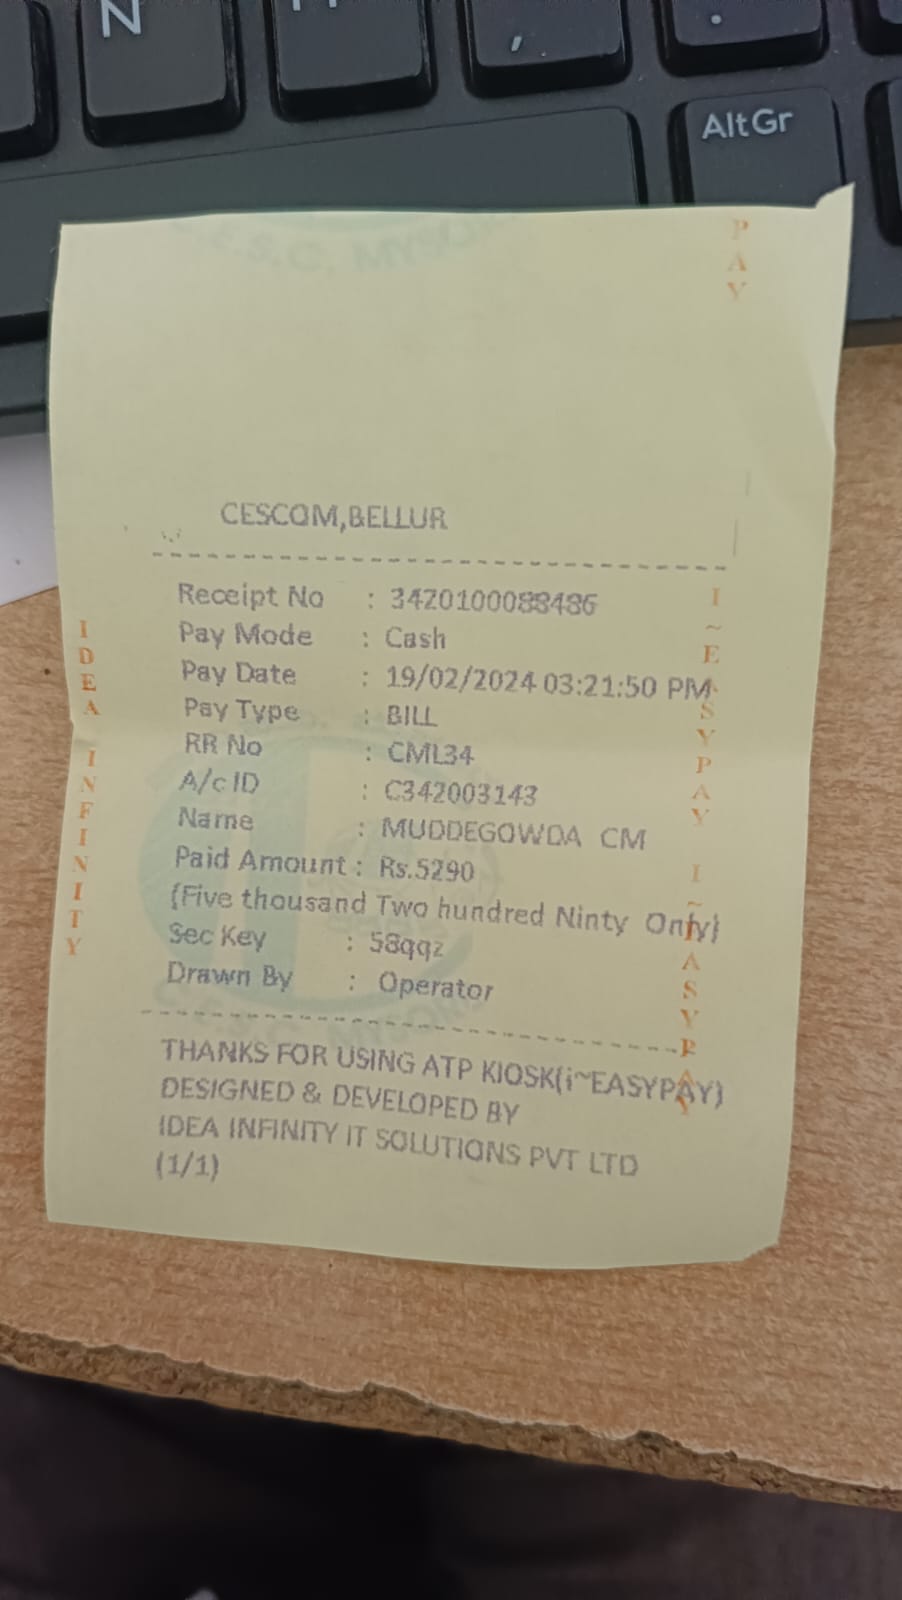 N
,
.
AltGr
C.E.S.C. MYSO
PAY
CESCOM,BELLUR
Receipt No : 3420100088486
Pay Mode : Cash
Pay Date : 19/02/2024 03:21:50 PM
Pay Type : BILL
RR No : CML34
A/c ID : C342003143
Name : MUDDEGOWDA CM
Paid Amount : Rs.5290
(Five thousand Two hundred Ninty Only)
Sec Key : 58qqz
Drawn By : Operator
THANKS FOR USING ATP KIOSK(i~EASYPAY)
DESIGNED & DEVELOPED BY
IDEA INFINITY IT SOLUTIONS PVT LTD
(1/1)
IDEA INFINITY
I~EASYPAY I~EASYPAY